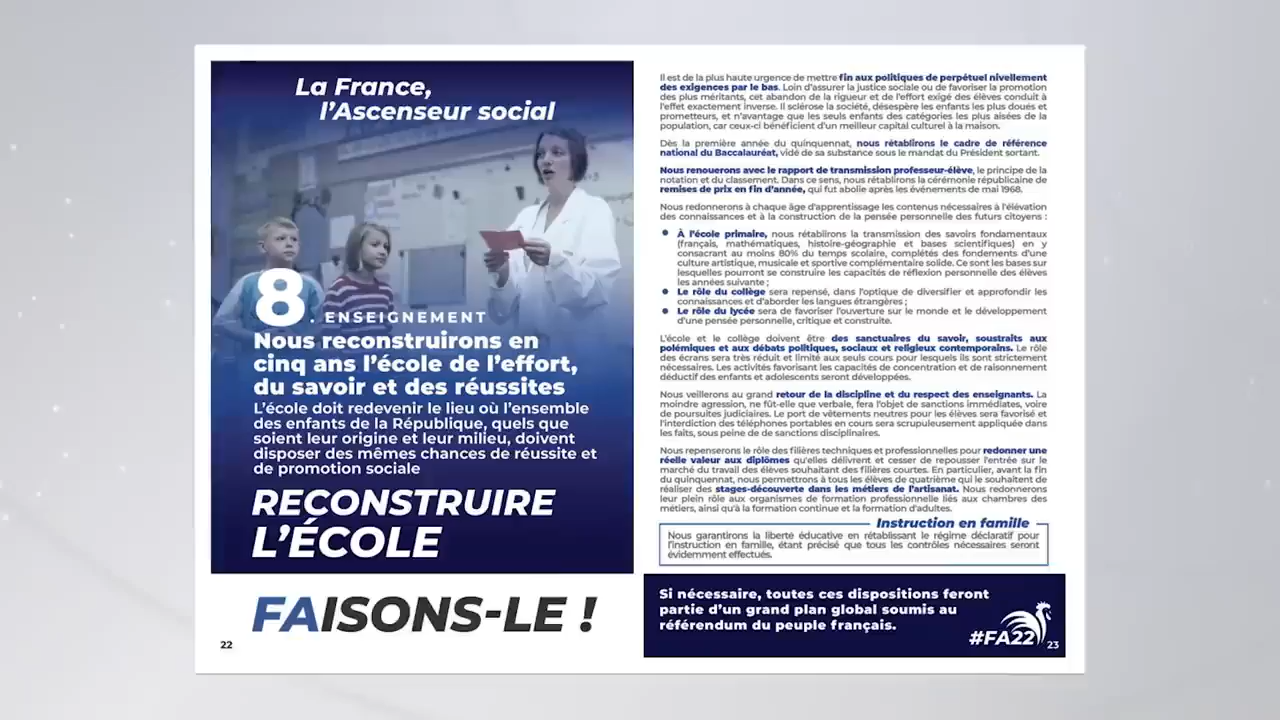 La France,
l'Ascenseur social
8. ENSEIGNEMENT
Nous reconstruirons en
cinq ans l'école de l'effort,
du savoir et des réussites
L'école doit redevenir le lieu où l'ensemble
des enfants de la République, quels que
soient leur origine et leur milieu, doivent
disposer des mêmes chances de réussite et
de promotion sociale
RECONSTRUIRE
L'ÉCOLE
FAISONS-LE !
22
Il est de la plus haute urgence de mettre fin aux politiques de perpétuel nivellement
des exigences par le bas. Loin d'assurer la justice sociale ou de favoriser la promotion
des plus méritants, cet abandon de la rigueur et de l'effort exigé des élèves conduit à
l'effet exactement inverse. Il sclérose la société, désespère les enfants les plus doués et
prometteurs, et n'avantage que les seuls enfants des catégories les plus aisées de la
population, car ceux-ci bénéficient d'un meilleur capital culturel à la maison.
Dès la première année du quinquennat, nous rétablirons le cadre de référence
national du Baccalauréat, vidé de sa substance sous le mandat du Président sortant.
Nous renouerons avec le rapport de transmission professeur-élève, le principe de la
notation et du classement. Dans ce sens, nous rétablirons la cérémonie républicaine de
remises de prix en fin d'année, qui fut abolie après les événements de mai 1968.
Nous redonnerons à chaque âge d'apprentissage les contenus nécessaires à l'élévation
des connaissances et à la construction de la pensée personnelle des futurs citoyens :
● À l'école primaire, nous rétablirons la transmission des savoirs fondamentaux
(français, mathématiques, histoire-géographie et bases scientifiques) en y
consacrant au moins 80% du temps scolaire, complétés des fondements d'une
culture artistique, musicale et sportive complémentaire solide. Ce sont les bases sur
lesquelles pourront se construire les capacités de réflexion personnelle des élèves
les années suivante ;
● Le rôle du collège sera repensé, dans l'optique de diversifier et approfondir les
connaissances et d'aborder les langues étrangères ;
● Le rôle du lycée sera de favoriser l'ouverture sur le monde et le développement
d'une pensée personnelle, critique et construite.
L'école et le collège doivent être des sanctuaires du savoir, soustraits aux
polémiques et aux débats politiques, sociaux et religieux contemporains. Le rôle
des écrans sera très réduit et limité aux seuls cours pour lesquels ils sont strictement
nécessaires. Les activités favorisant les capacités de concentration et de raisonnement
déductif des enfants et adolescents seront développées.
Nous veillerons au grand retour de la discipline et du respect des enseignants. La
moindre agression, ne fût-elle que verbale, fera l'objet de sanctions immédiates, voire
de poursuites judiciaires. Le port de vêtements neutres pour les élèves sera favorisé et
l'interdiction des téléphones portables en cours sera scrupuleusement appliquée dans
les faits, sous peine de de sanctions disciplinaires.
Nous repenserons le rôle des filières techniques et professionnelles pour redonner une
réelle valeur aux diplômes qu'elles délivrent et cesser de repousser l'entrée sur le
marché du travail des élèves souhaitant des filières courtes. En particulier, avant la fin
du quinquennat, nous permettrons à tous les élèves de quatrième qui le souhaitent de
réaliser des stages-découverte dans les métiers de l'artisanat. Nous redonnerons
leur plein rôle aux organismes de formation professionnelle liés aux chambres des
métiers, ainsi qu'à la formation continue et la formation d'adultes.
Instruction en famille
Nous garantirons la liberté éducative en rétablissant le régime déclaratif pour
l'instruction en famille, étant précisé que tous les contrôles nécessaires seront
évidemment effectués.
Si nécessaire, toutes ces dispositions feront
partie d'un grand plan global soumis au
référendum du peuple français.
#FA22
23